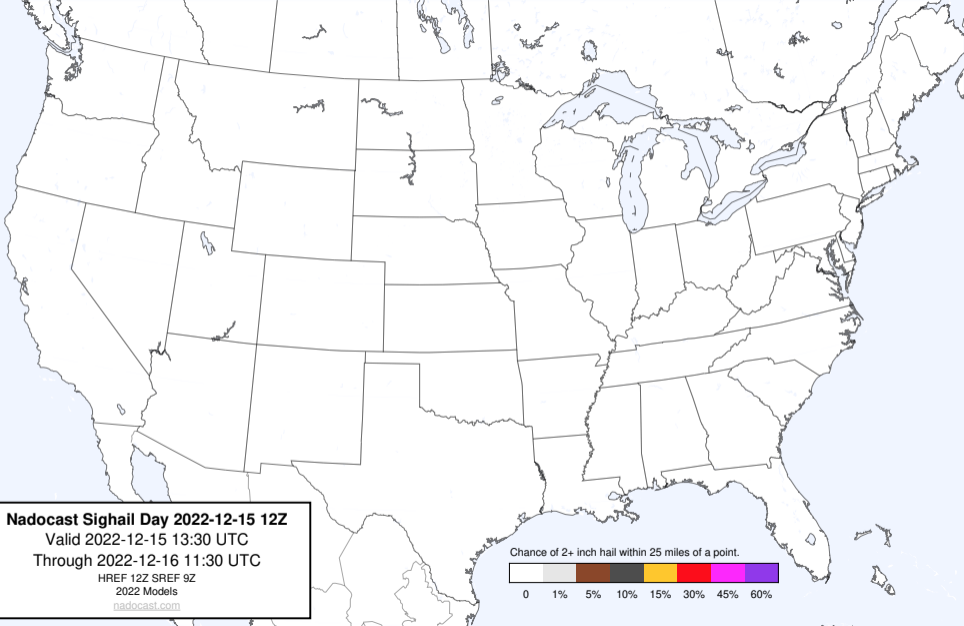 Nadocast Sighail Day 2022-12-15 12Z
Valid 2022-12-15 13:30 UTC
Through 2022-12-16 11:30 UTC
HREF 12Z SREF 9Z
2022 Models
nadocast.com
Chance of 2+ inch hail within 25 miles of a point.
0 1% 5% 10% 15% 30% 45% 60%